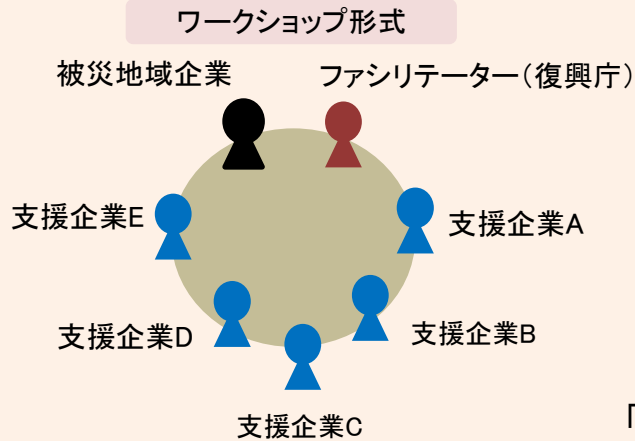 ワークショップ形式
被災地域企業
ファシリテーター(復興庁)
支援企業E
支援企業A
支援企業D
支援企業B
支援企業C
「